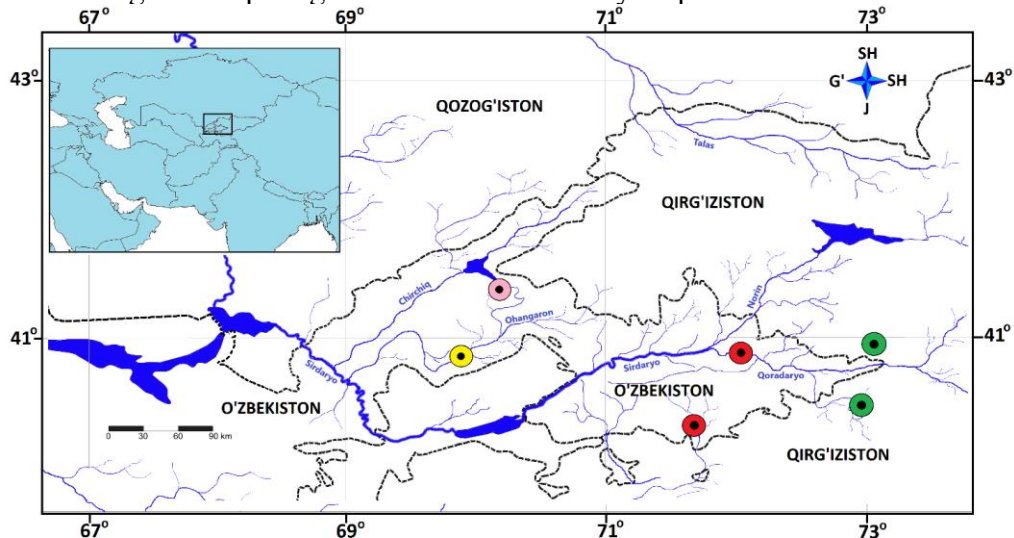 67° 69° 71° 73°
43° 43°
SH
G' SH
J
QOZOG'ISTON
Talas
QIRG'IZISTON
Chirchiq
Norin
Ohangaron
41° 41°
Sirdaryo
Sirdaryo
Qoradaryo
O'ZBEKISTON
O'ZBEKISTON
0 30 60 90 km
QIRG'IZISTON
67° 69° 71° 73°